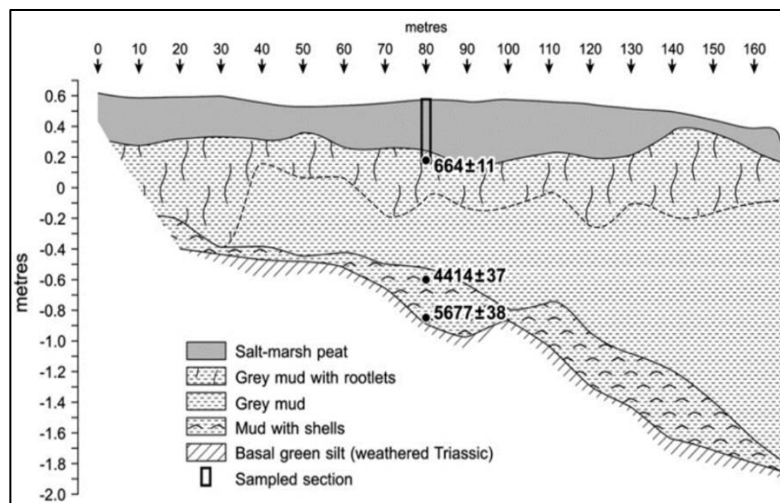 metres
0 10 20 30 40 50 60 70 80 90 100 110 120 130 140 150 160
metres
0.6
0.4
0.2
0
-0.2
-0.4
-0.6
-0.8
-1.0
-1.2
-1.4
-1.6
-1.8
-2.0
664±11
4414±37
5677±38
Salt-marsh peat
Grey mud with rootlets
Grey mud
Mud with shells
Basal green silt (weathered Triassic)
Sampled section